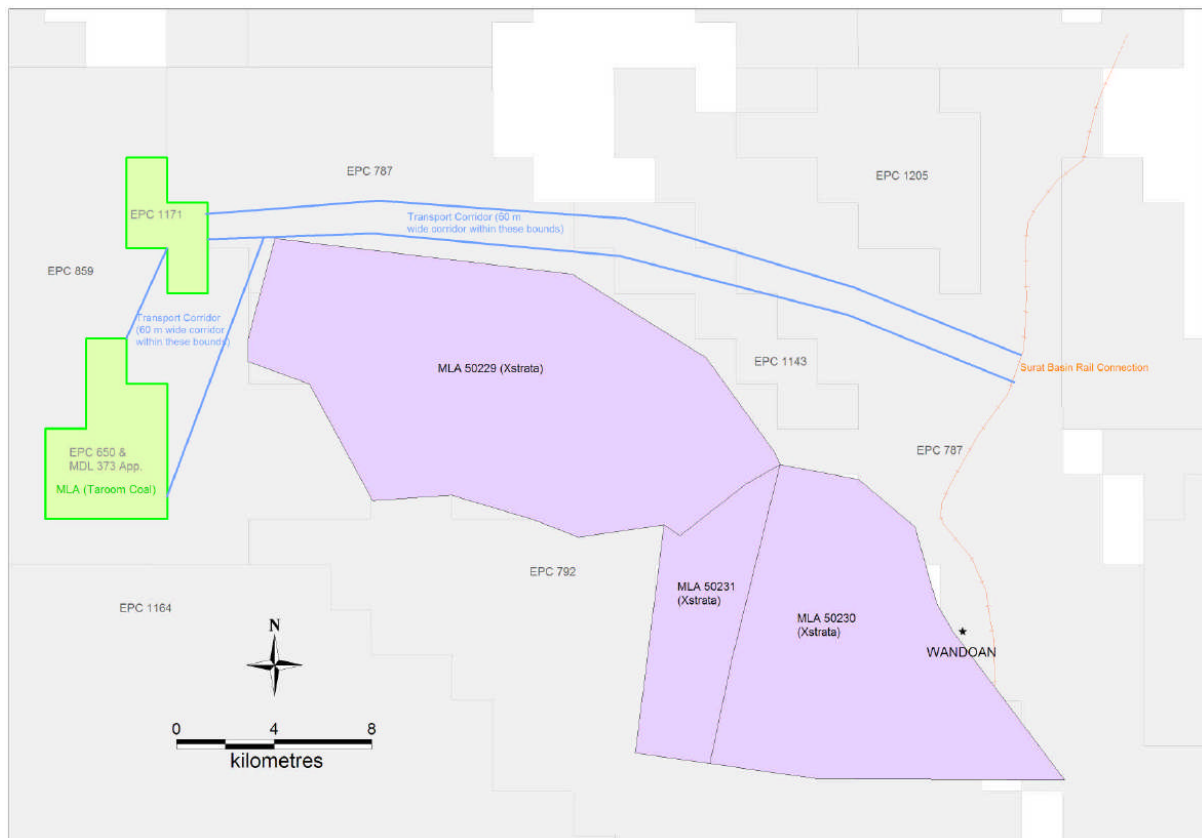 EPC 787
EPC 1205
EPC 1171
Transport Corridor (60 m
wide corridor within these bounds)
EPC 859
Transport Corridor
(60 m wide corridor
within these bounds)
MLA 50229 (Xstrata)
EPC 1143
Surat Basin Rail Connection
EPC 650 &
MDL 373 App.
MLA (Taroom Coal)
EPC 787
EPC 792
MLA 50231
(Xstrata)
EPC 1164
MLA 50230
(Xstrata)
N
WANDOAN
0 4 8
kilometres